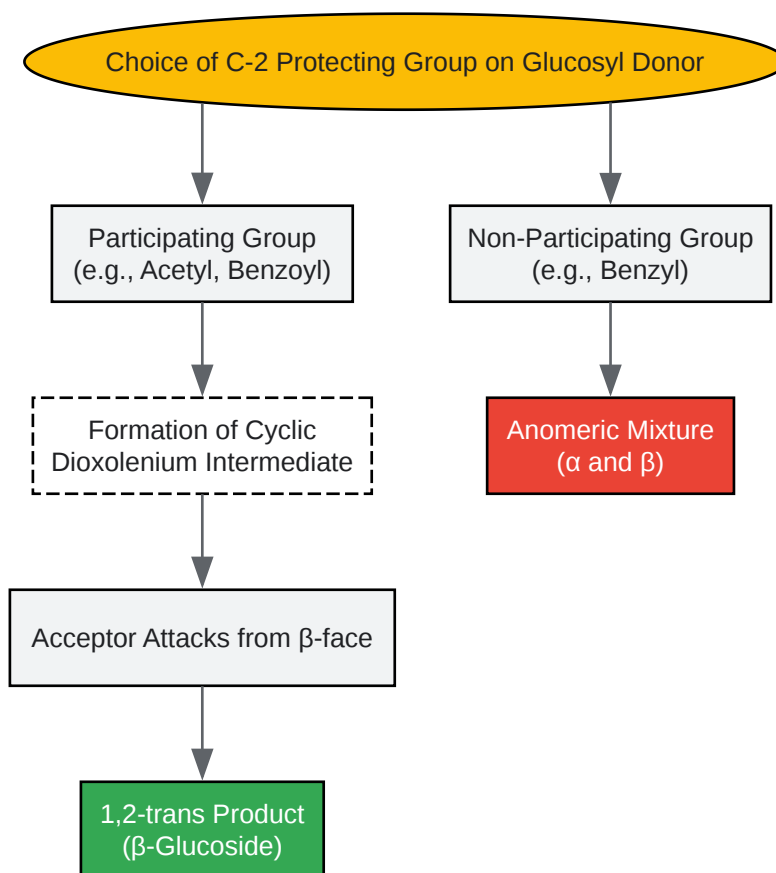 Choice of C-2 Protecting Group on Glucosyl Donor
Participating Group
(e.g., Acetyl, Benzoyl)
Non-Participating Group
(e.g., Benzyl)
Formation of Cyclic
Dioxolenium Intermediate
Anomeric Mixture
(α and β)
Acceptor Attacks from β-face
1,2-trans Product
(β-Glucoside)